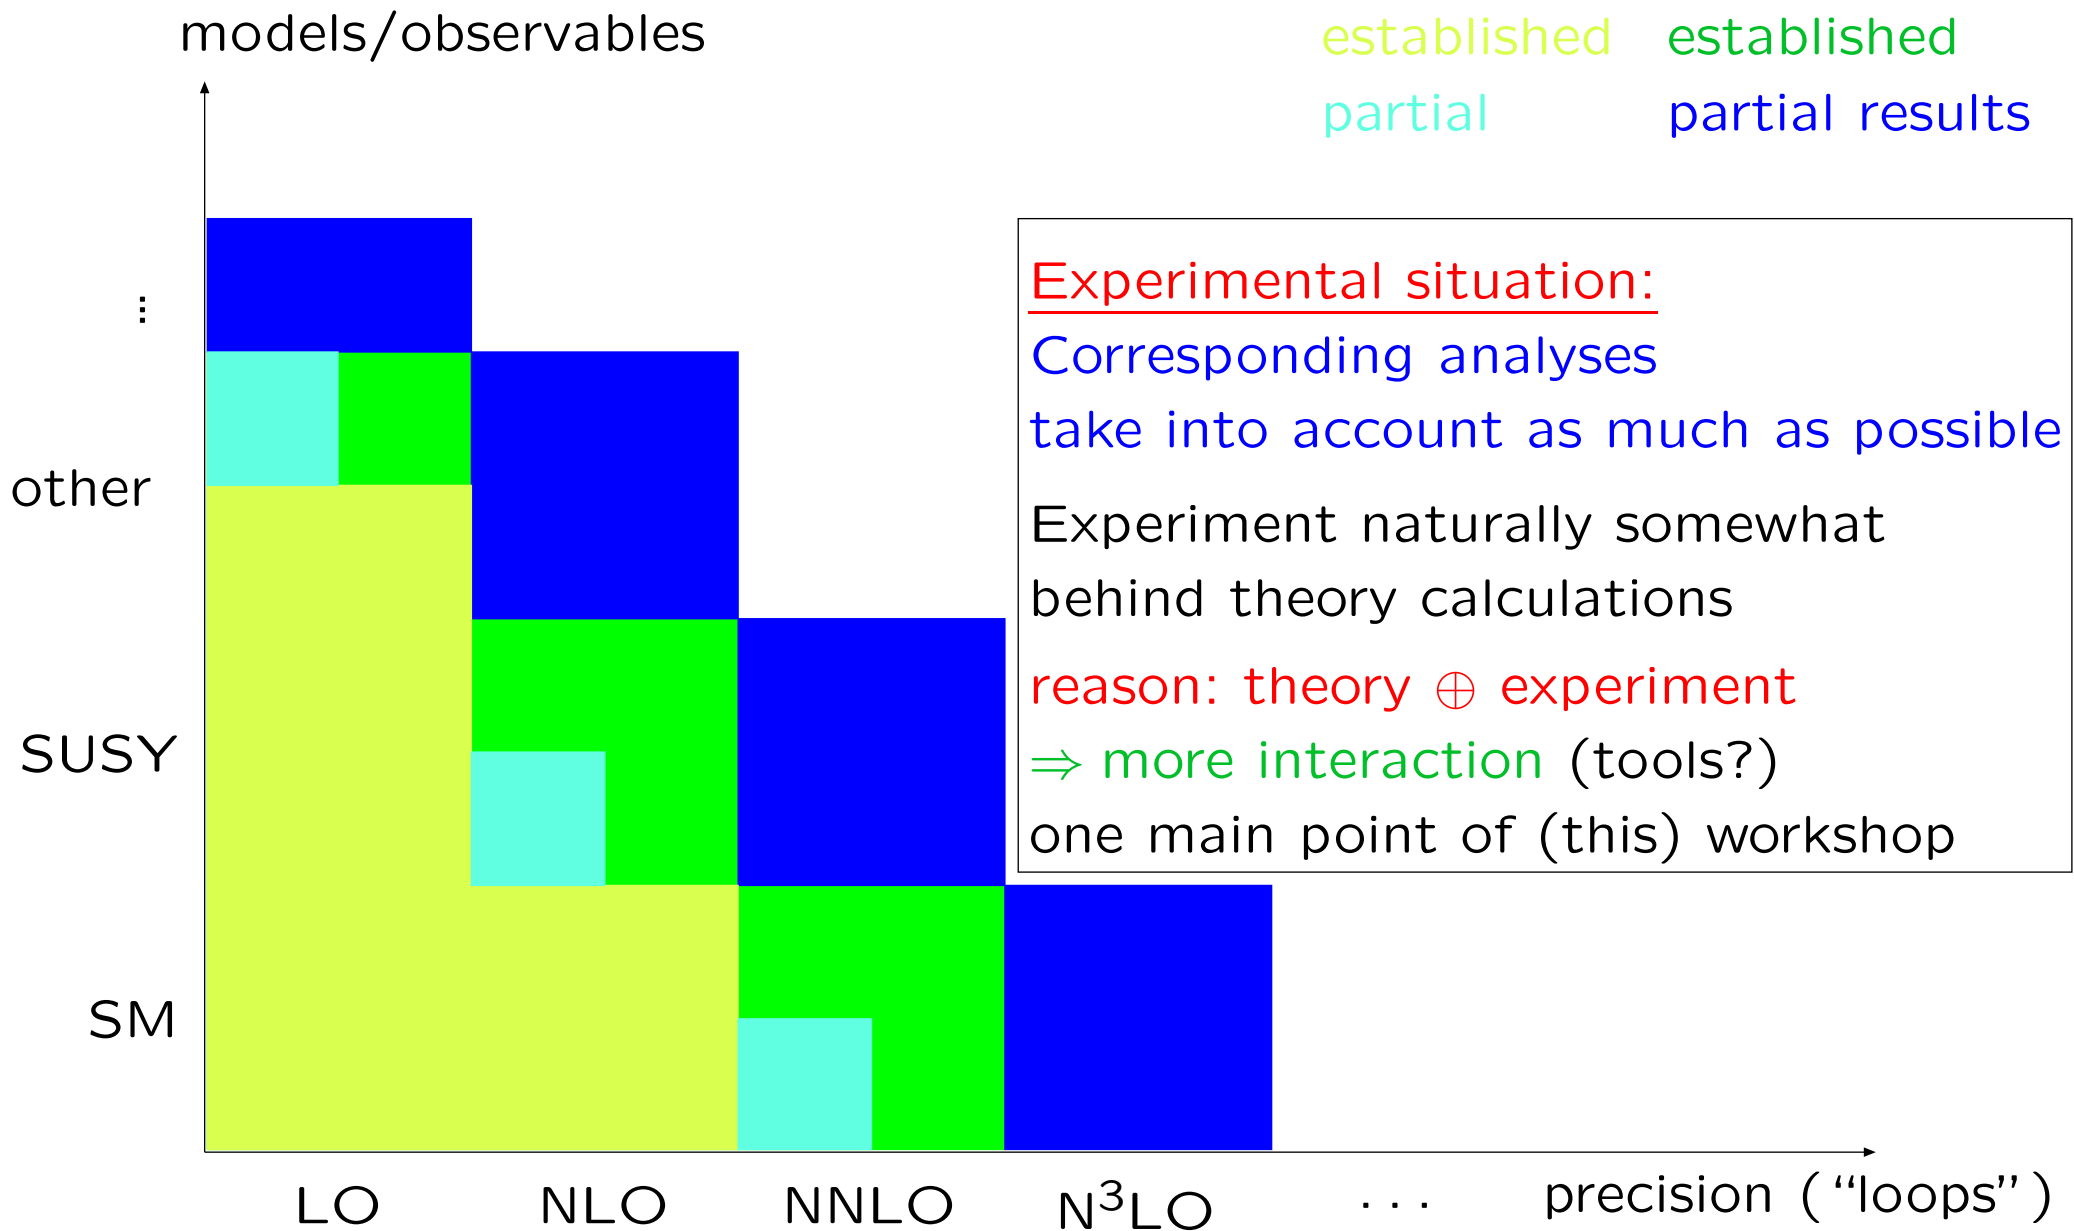 models/observables
established established
partial partial results
⋮
other
SUSY
SM
Experimental situation:
Corresponding analyses
take into account as much as possible
Experiment naturally somewhat
behind theory calculations
reason: theory ⊕ experiment
⇒ more interaction (tools?)
one main point of (this) workshop
LO NLO NNLO N³LO . . . precision (“loops”)